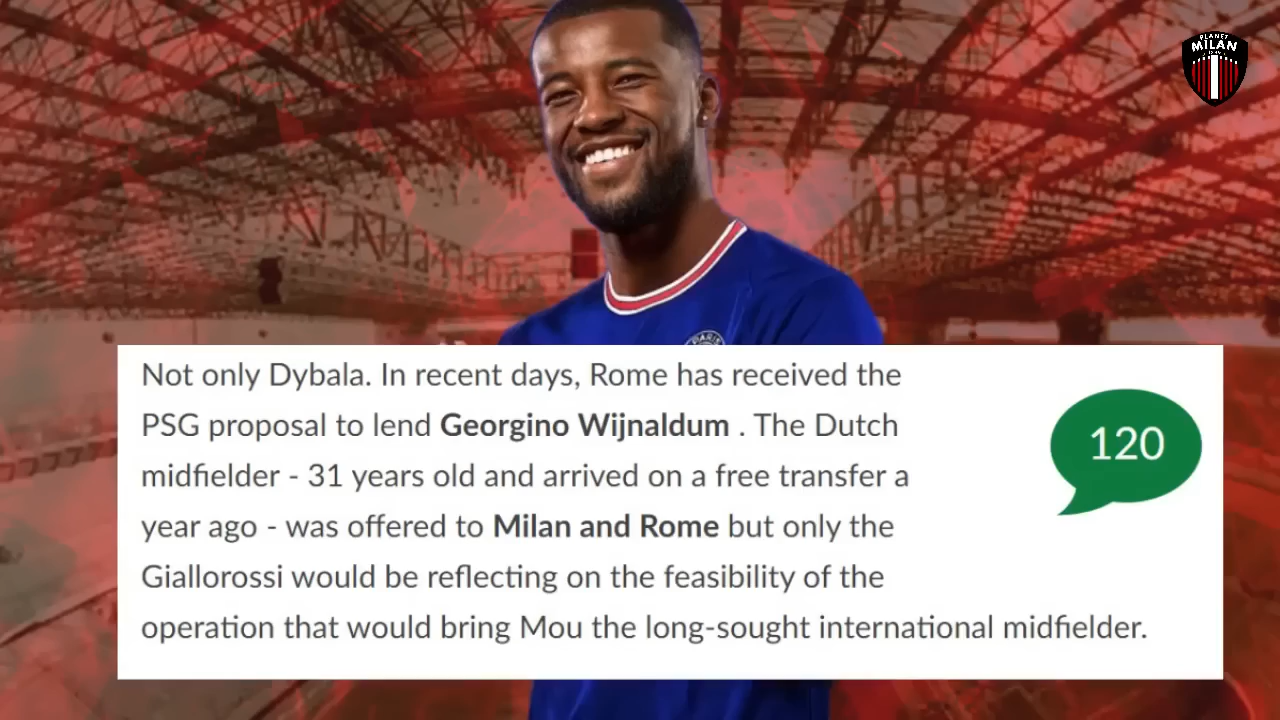 PLANET
MILAN
Not only Dybala. In recent days, Rome has received the
PSG proposal to lend Georgino Wijnaldum . The Dutch
midfielder - 31 years old and arrived on a free transfer a
year ago - was offered to Milan and Rome but only the
Giallorossi would be reflecting on the feasibility of the
operation that would bring Mou the long-sought international midfielder.
120
PARIS